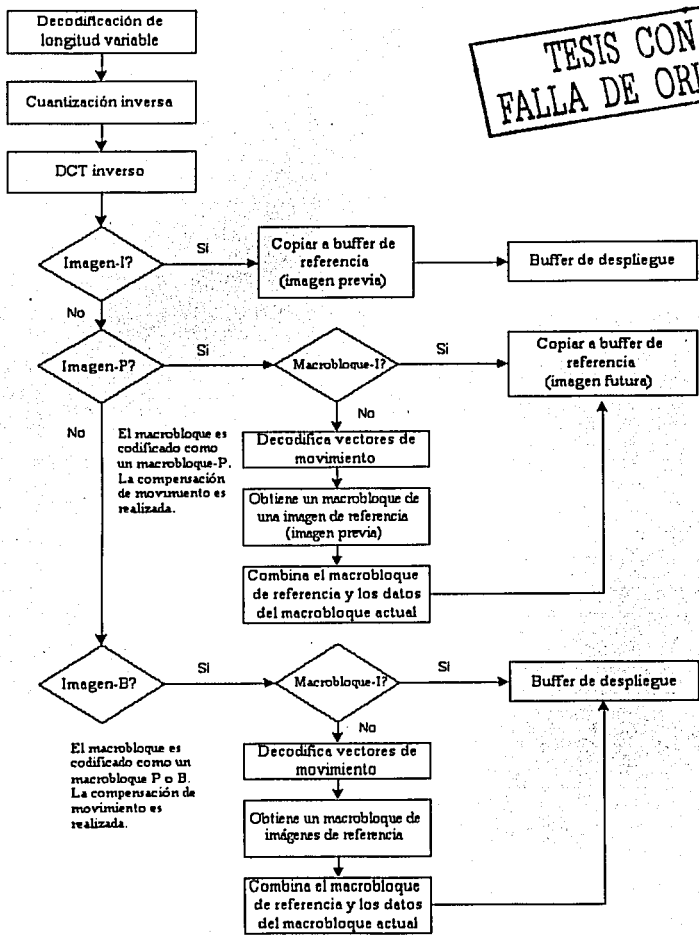 Decodificación de
longitud variable
TESIS CON
FALLA DE
Cuantización inversa
DCT inverso
Imagen-I?
Si
Copiar a buffer de
referencia
(imagen previa)
Buffer de despliegue
No
Imagen-P?
Si
Macrobloque-I?
Si
Copiar a buffer de
referencia
(imagen futura)
No
No
El macrobloque es
codificado como
un macrobloque-P.
La compensación
de movimiento es
realizada.
Decodifica vectores de
movimiento
Obtiene un macrobloque de
una imagen de referencia
(imagen previa)
Combina el macrobloque
de referencia y los datos
del macrobloque actual
Imagen-B?
Si
Macrobloque-I?
Si
Buffer de despliegue
No
El macrobloque es
codificado como un
macrobloque P o B.
La compensación de
movimiento es
realizada.
Decodifica vectores de
movimiento
Obtiene un macrobloque de
imágenes de referencia
Combina el macrobloque
de referencia y los datos
del macrobloque actual